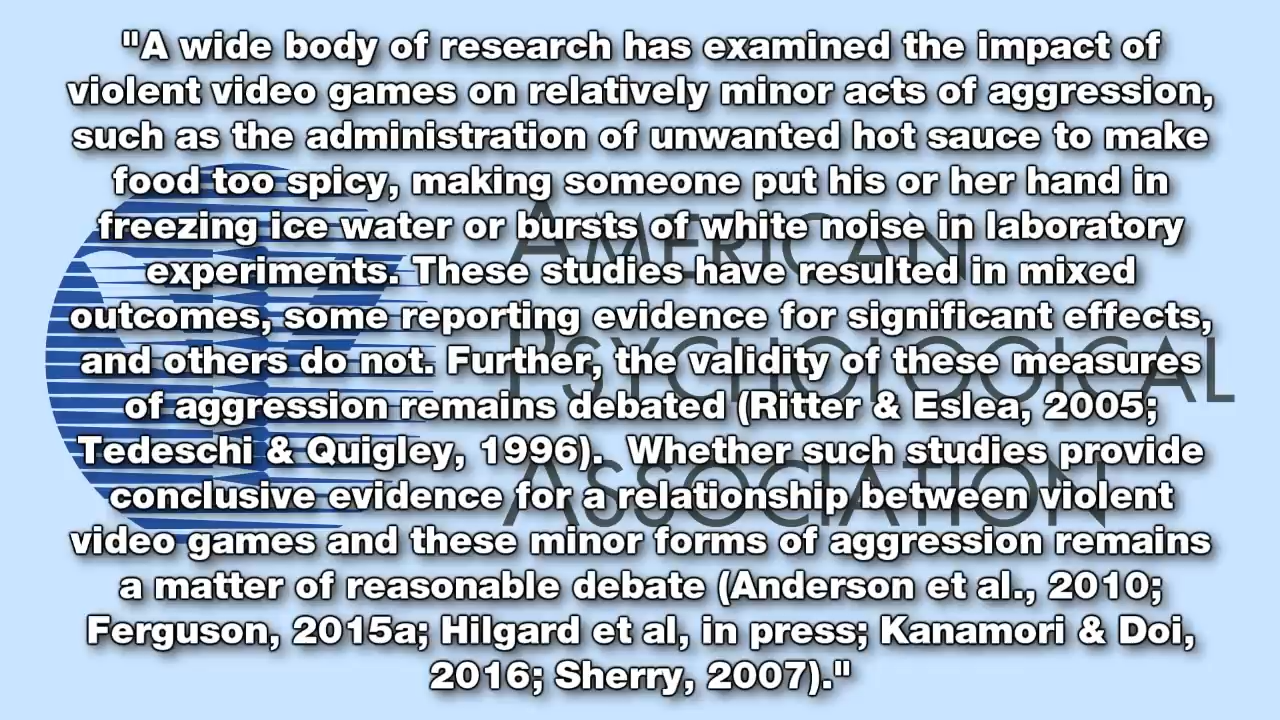 "A wide body of research has examined the impact of
violent video games on relatively minor acts of aggression,
such as the administration of unwanted hot sauce to make
food too spicy, making someone put his or her hand in
freezing ice water or bursts of white noise in laboratory
experiments. These studies have resulted in mixed
outcomes, some reporting evidence for significant effects,
and others do not. Further, the validity of these measures
of aggression remains debated (Ritter & Eslea, 2005;
Tedeschi & Quigley, 1996).  Whether such studies provide
conclusive evidence for a relationship between violent
video games and these minor forms of aggression remains
a matter of reasonable debate (Anderson et al., 2010;
Ferguson, 2015a; Hilgard et al, in press; Kanamori & Doi,
2016; Sherry, 2007)."
American
Psychological
Association